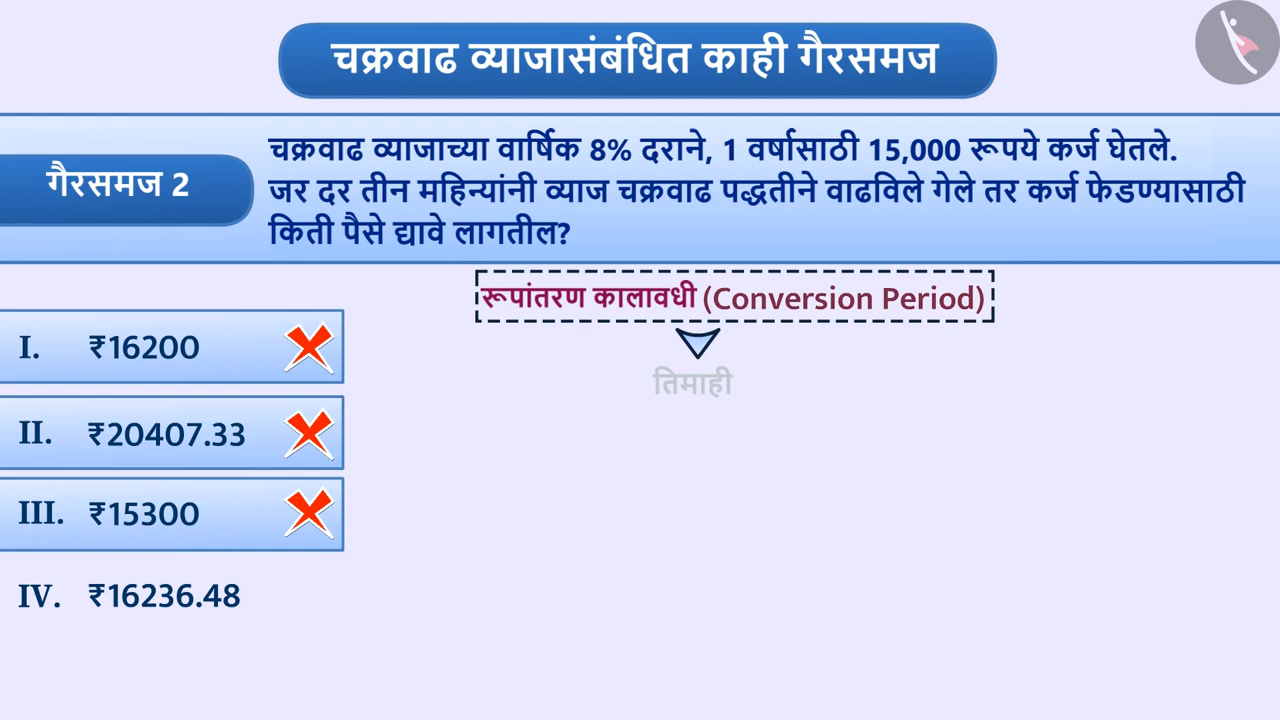 चक्रवाढ व्याजासंबंधित काही गैरसमज
गैरसमज 2
चक्रवाढ व्याजाच्या वार्षिक 8% दराने, 1 वर्षासाठी 15,000 रूपये कर्ज घेतले.
जर दर तीन महिन्यांनी व्याज चक्रवाढ पद्धतीने वाढविले गेले तर कर्ज फेडण्यासाठी
किती पैसे द्यावे लागतील?
रूपांतरण कालावधी (Conversion Period)
तिमाही
I. ₹16200
II. ₹20407.33
III. ₹15300
IV. ₹16236.48